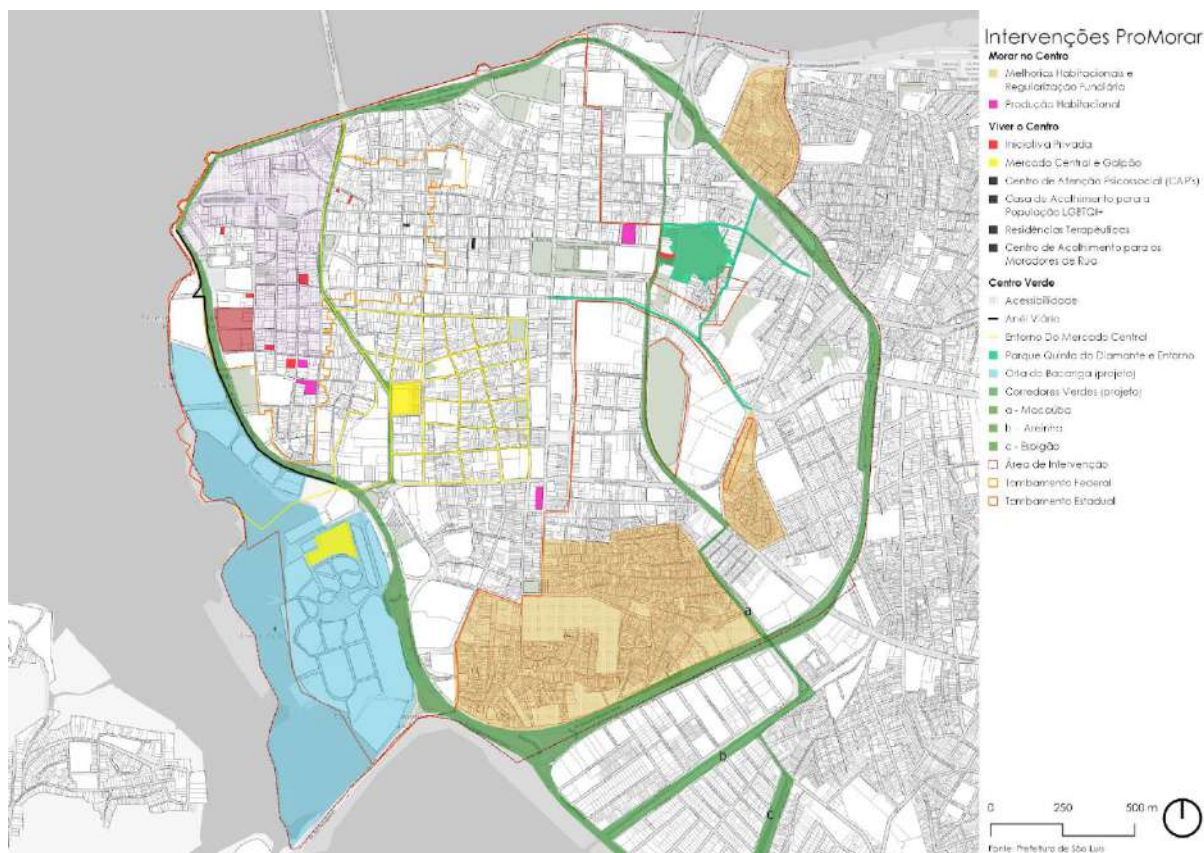 Intervenções ProMorar
Morar no Centro
Melhorias Habitacionais e
Regularização Fundiária
Produção Habitacional
Viver o Centro
Iniciativa Privada
Mercado Central e Galpão
Centro de Atenção Psicossocial (CAPs)
Casa de Acolhimento para a
População LGBTQI+
Residências Terapêuticas
Centro de Acolhimento para os
Moradores de Rua
Centro Verde
Acessibilidade
Anel Viário
Entorno Do Mercado Central
Parque Quinta do Diamante e Entorno
Orla do Bacanga (projeto)
Corredores Verdes (projeto)
a - Macaúba
b - Areinha
c - Espigão
Área de Intervenção
Tombamento Federal
Tombamento Estadual
a
b
c
0 250 500 m
Fonte: Prefeitura de São Luís